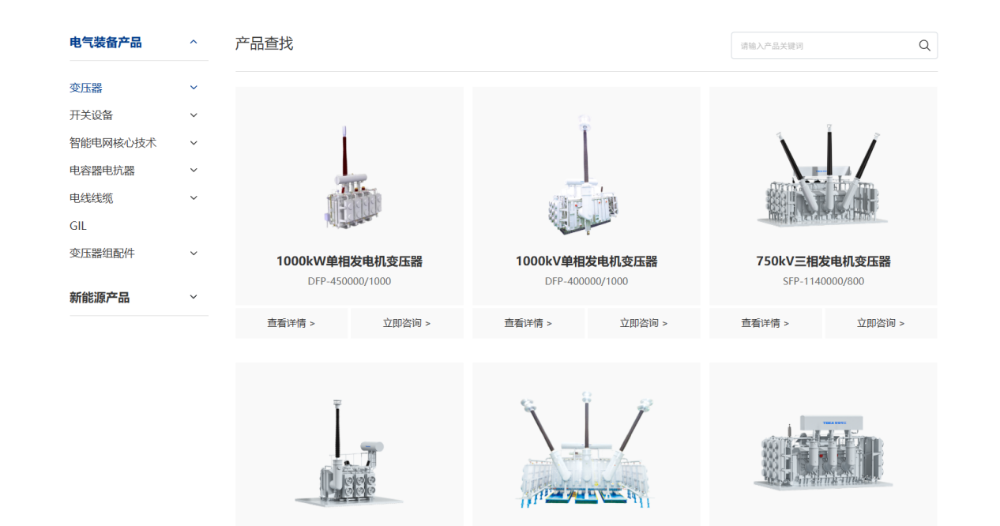 电气装备产品
变压器
开关设备
智能电网核心技术
电容器电抗器
电线线缆
GIL
变压器组配件
新能源产品
产品查找
请输入产品关键词
1000kW单相发电机变压器
DFP-450000/1000
查看详情 >
立即咨询 >
1000kV单相发电机变压器
DFP-400000/1000
查看详情 >
立即咨询 >
750kV三相发电机变压器
SFP-1140000/800
查看详情 >
立即咨询 >